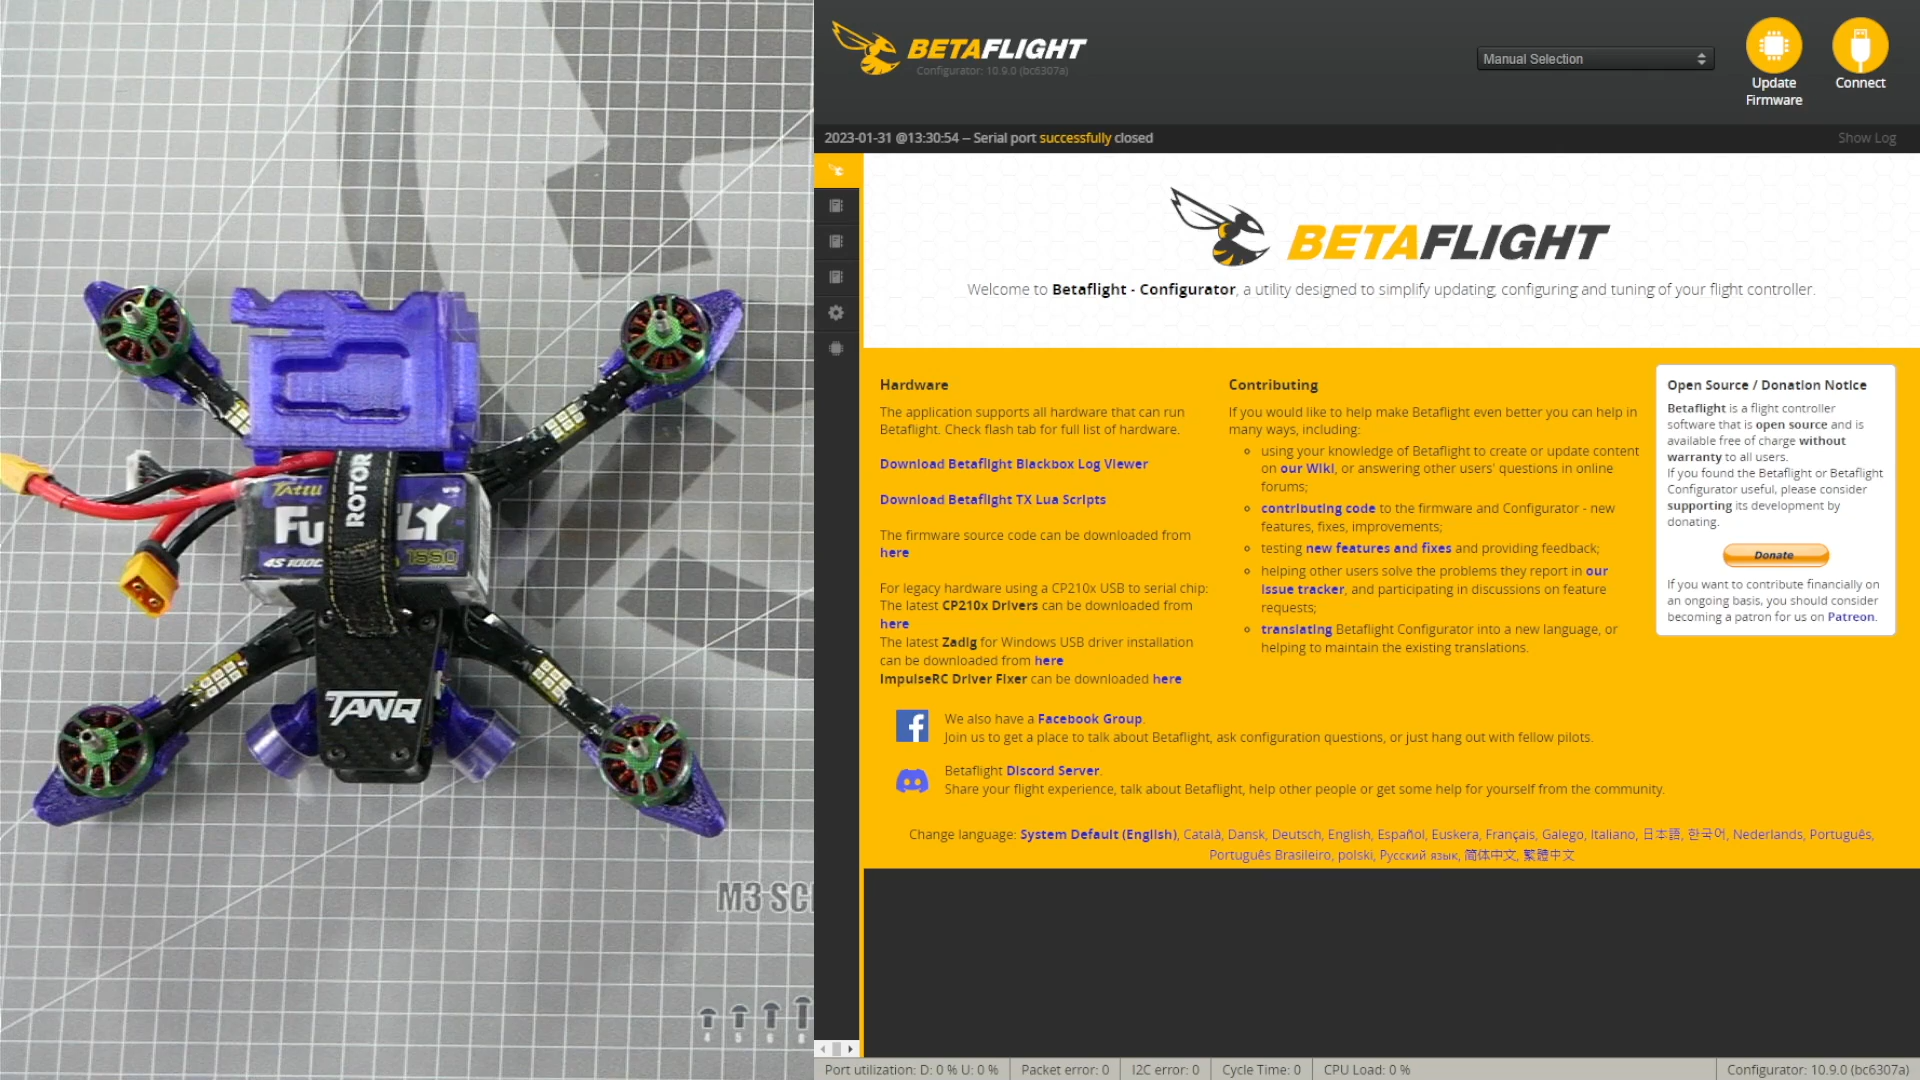 ROTOR
TATTU
FU LY
4S 100C 1550
TANQ
M3 SC
4 5 6 8
BETAFLIGHT
Configurator: 10.9.0 (bc6307a)
Manual Selection
Update
Firmware
Connect
2023-01-31 @13:30:54 -- Serial port successfully closed
Show Log
BETAFLIGHT
Welcome to Betaflight - Configurator, a utility designed to simplify updating, configuring and tuning of your flight controller.
Hardware
The application supports all hardware that can run
Betaflight. Check flash tab for full list of hardware.
Download Betaflight Blackbox Log Viewer
Download Betaflight TX Lua Scripts
The firmware source code can be downloaded from
here
For legacy hardware using a CP210x USB to serial chip:
The latest CP210x Drivers can be downloaded from
here
The latest Zadig for Windows USB driver installation
can be downloaded from here
ImpulseRC Driver Fixer can be downloaded here
Contributing
If you would like to help make Betaflight even better you can help in
many ways, including:
using your knowledge of Betaflight to create or update content
on our Wiki, or answering other users' questions in online
forums;
contributing code to the firmware and Configurator - new
features, fixes, improvements;
testing new features and fixes and providing feedback;
helping other users solve the problems they report in our
issue tracker, and participating in discussions on feature
requests;
translating Betaflight Configurator into a new language, or
helping to maintain the existing translations.
Open Source / Donation Notice
Betaflight is a flight controller
software that is open source and is
available free of charge without
warranty to all users.
If you found the Betaflight or Betaflight
Configurator useful, please consider
supporting its development by
donating.
Donate
If you want to contribute financially on
an ongoing basis, you should consider
becoming a patron for us on Patreon.
We also have a Facebook Group.
Join us to get a place to talk about Betaflight, ask configuration questions, or just hang out with fellow pilots.
Betaflight Discord Server.
Share your flight experience, talk about Betaflight, help other people or get some help for yourself from the community.
Change language: System Default (English), Català, Dansk, Deutsch, English, Español, Euskera, Français, Galego, Italiano, 日本語, 한국어, Nederlands, Português,
Português Brasileiro, polski, Русский язык, 简体中文, 繁體中文
Port utilization: D: 0 % U: 0 %
Packet error: 0
I2C error: 0
Cycle Time: 0
CPU Load: 0 %
Configurator: 10.9.0 (bc6307a)